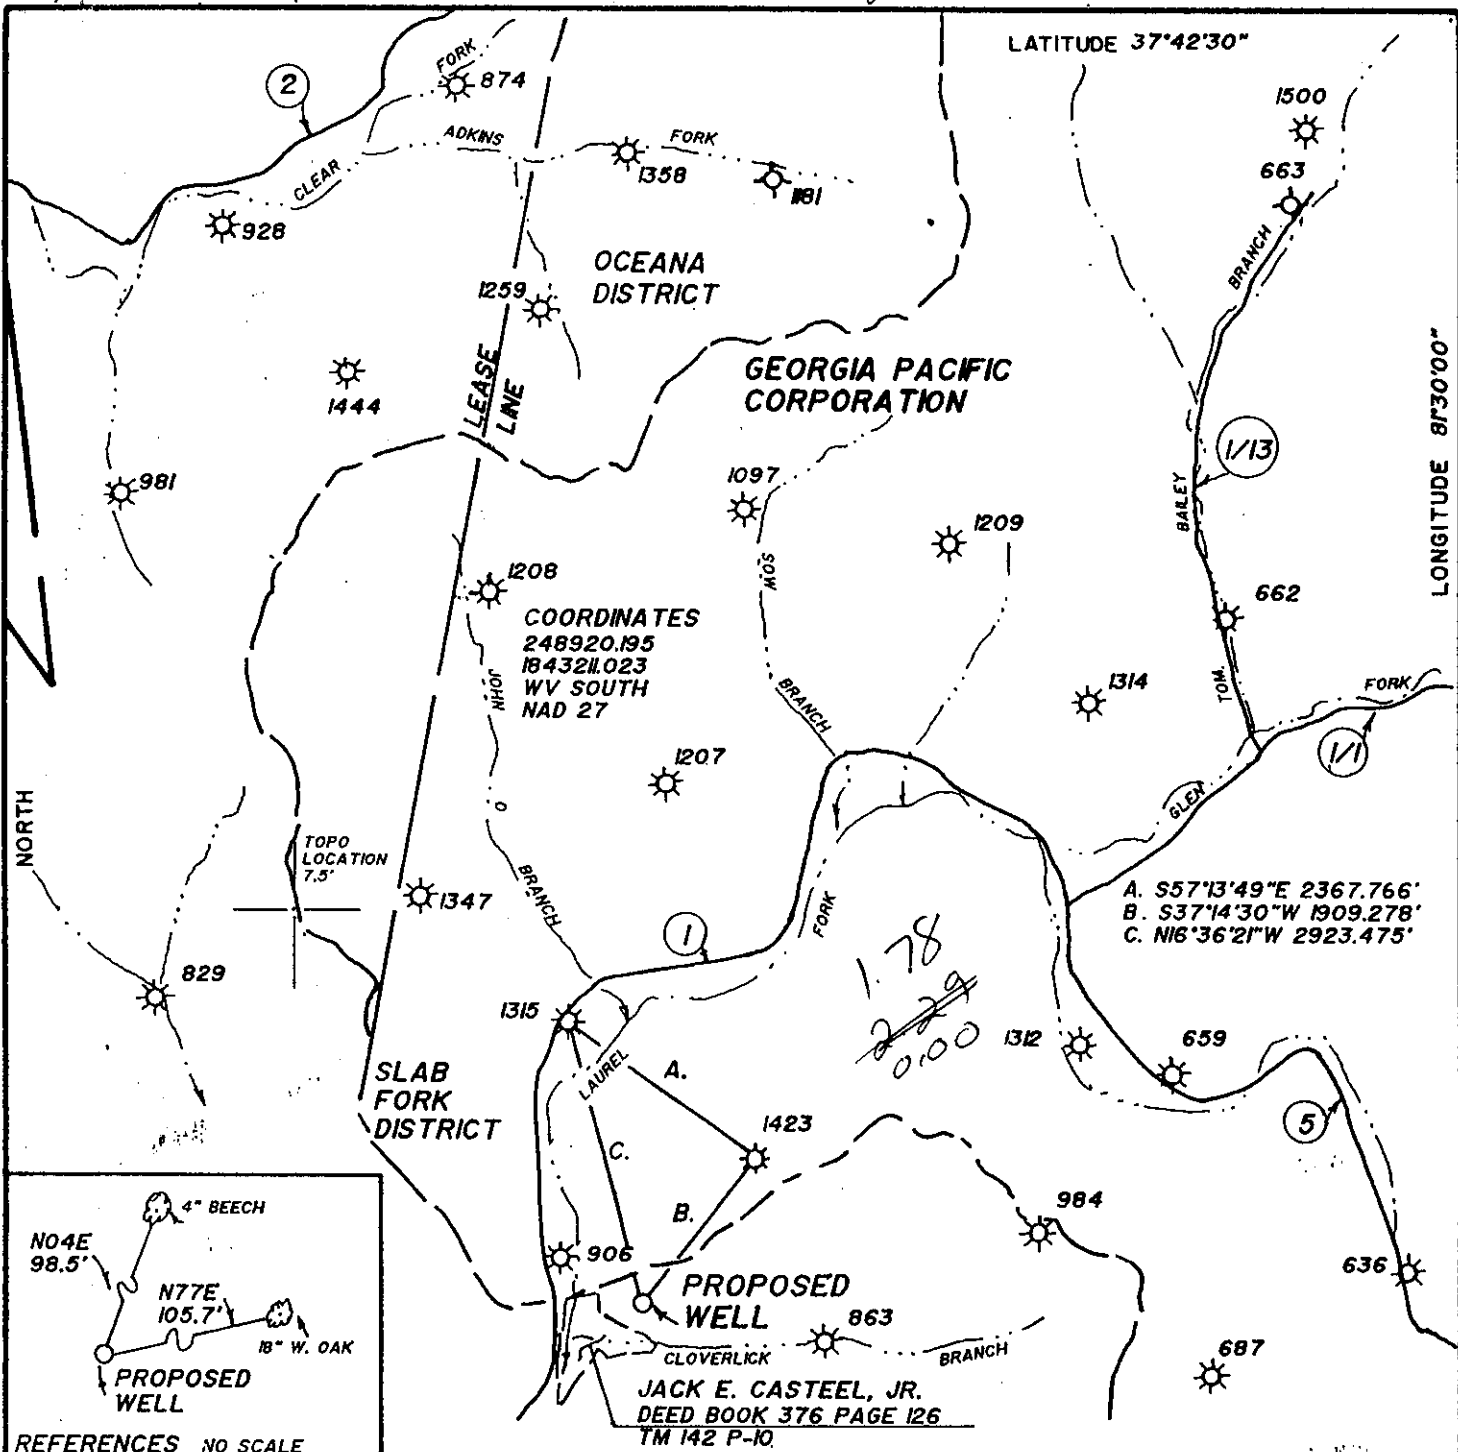 LATITUDE 37°42'30"
2
FORK
874
1500
ADKINS
FORK
CLEAR
1358
1181
663
928
BRANCH
OCEANA
DISTRICT
1259
LONGITUDE 81°30'00"
LEASE
LINE
GEORGIA PACIFIC
CORPORATION
1444
1/13
981
1097
BAILEY
1209
SOW
1208
662
COORDINATES
248920.195
1843211.023
WV SOUTH
NAD 27
JOHN
TOM.
1314
FORK
BRANCH
1/1
1207
GLEN
O
NORTH
TOPO
LOCATION
7.5'
BRANCH
1347
A. S57°13'49"E 2367.766'
B. S37°14'30"W 1909.278'
C. N16°36'21"W 2923.475'
FORK
1
1.78
2.29
0.00
829
1315
1312
659
LAUREL
A.
SLAB
FORK
DISTRICT
1423
5
C.
B.
984
906
636
4" BEECH
N04E
98.5'
N77E
105.7'
18" W. OAK
PROPOSED
WELL
REFERENCES NO SCALE
PROPOSED
WELL
863
CLOVERLICK
BRANCH
687
JACK E. CASTEEL, JR.
DEED BOOK 376 PAGE 126
TM 142 P-10